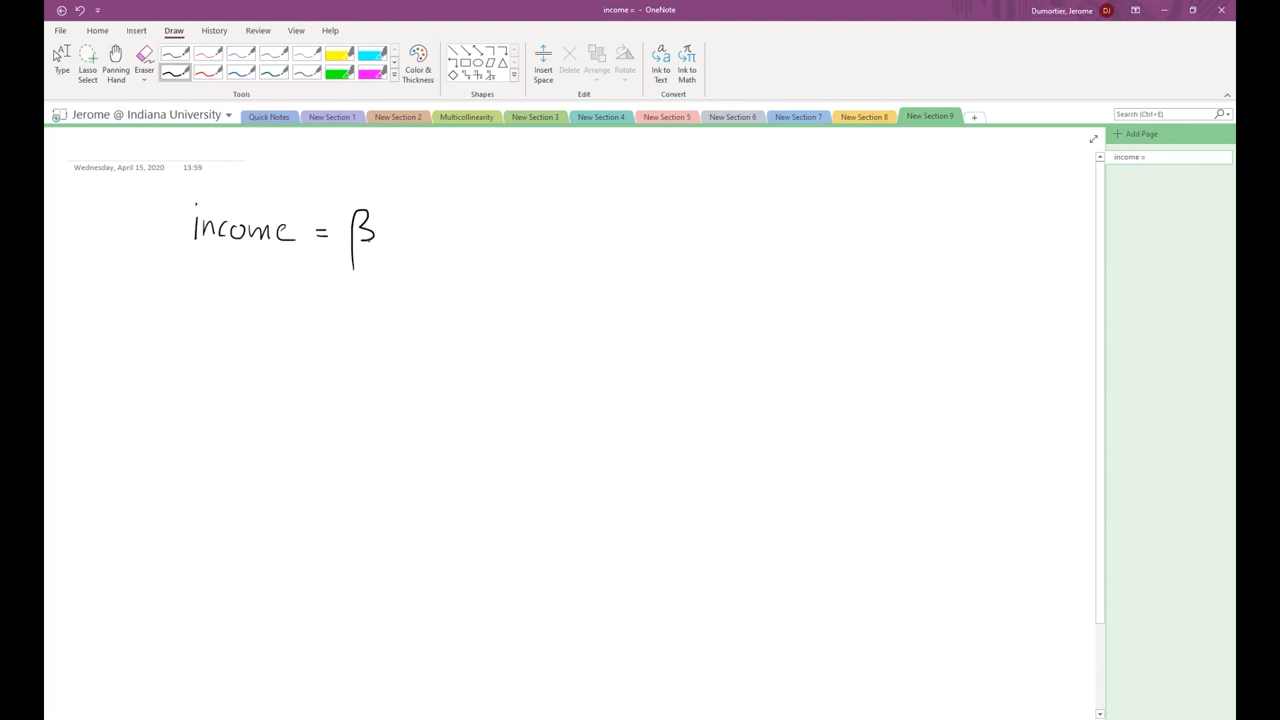 income = - OneNote
Dumortier, Jerome DJ
File Home Insert Draw History Review View Help
Type
Lasso Select
Panning Hand
Eraser
Color & Thickness
Insert Space
Delete
Arrange
Rotate
Ink to Text
Ink to Math
Tools
Shapes
Edit
Convert
Jerome @ Indiana University
Quick Notes New Section 1 New Section 2 Multicollinearity New Section 3 New Section 4 New Section 5 New Section 6 New Section 7 New Section 8 New Section 9
Search (Ctrl+E)
Add Page
income =
Wednesday, April 15, 2020 13:59
income = β